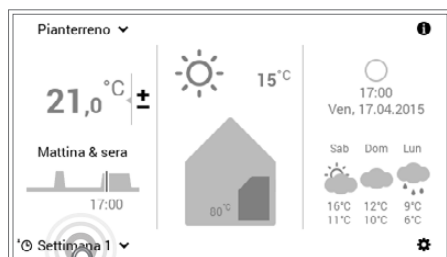 Pianterreno
21,0 °C ±
Mattina & sera
17:00
Settimana 1
15°C
80°C
17:00
Ven, 17.04.2015
Sab Dom Lun
16°C 12°C 9°C
11°C 10°C 6°C